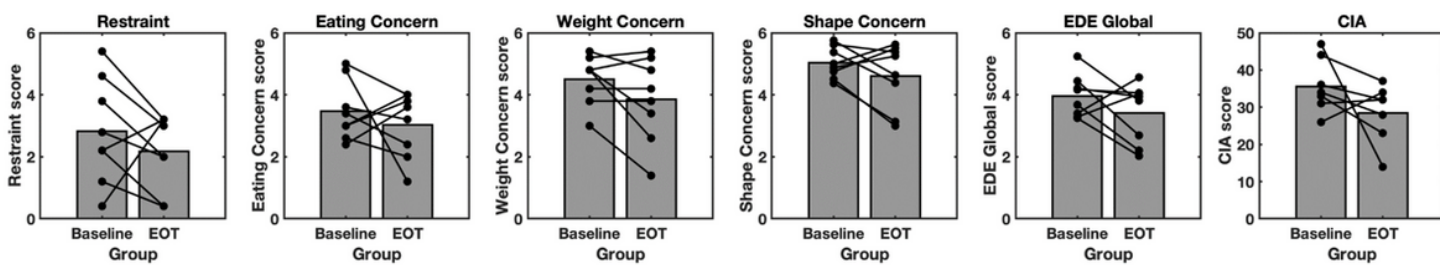 Restraint
Restraint score
6
4
2
0
Baseline EOT
Group
Eating Concern
Eating Concern score
6
4
2
0
Baseline EOT
Group
Weight Concern
Weight Concern score
6
4
2
0
Baseline EOT
Group
Shape Concern
Shape Concern score
6
4
2
0
Baseline EOT
Group
EDE Global
EDE Global score
6
4
2
0
Baseline EOT
Group
CIA
CIA score
50
40
30
20
10
0
Baseline EOT
Group